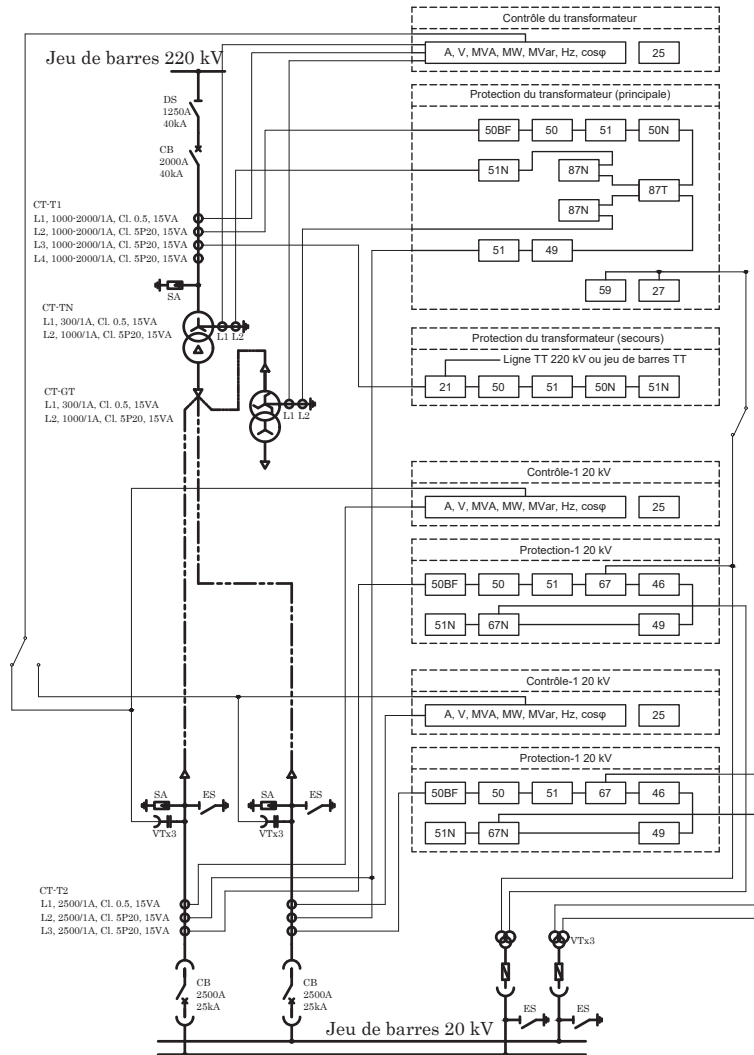 Contrôle du transformateur
A, V, MVA, MW, MVar, Hz, cosφ
25
Jeu de barres 220 kV
DS
1250A
40kA
CB
2000A
40kA
Protection du transformateur (principale)
50BF
50
51
50N
51N
87N
87T
87N
51
49
59
27
CT-T1
L1, 1000-2000/1A, Cl. 0.5, 15VA
L2, 1000-2000/1A, Cl. 5P20, 15VA
L3, 1000-2000/1A, Cl. 5P20, 15VA
L4, 1000-2000/1A, Cl. 5P20, 15VA
SA
CT-TN
L1, 300/1A, Cl. 0.5, 15VA
L2, 1000/1A, Cl. 5P20, 15VA
L1 L2
Protection du transformateur (secours)
Ligne TT 220 kV ou jeu de barres TT
21
50
51
50N
51N
CT-GT
L1, 300/1A, Cl. 0.5, 15VA
L2, 1000/1A, Cl. 5P20, 15VA
L1 L2
Contrôle-1 20 kV
A, V, MVA, MW, MVar, Hz, cosφ
25
Protection-1 20 kV
50BF
50
51
67
46
51N
67N
49
Contrôle-1 20 kV
A, V, MVA, MW, MVar, Hz, cosφ
25
Protection-1 20 kV
50BF
50
51
67
46
51N
67N
49
SA
ES
VTx3
SA
ES
VTx3
CT-T2
L1, 2500/1A, Cl. 0.5, 15VA
L2, 2500/1A, Cl. 5P20, 15VA
L3, 2500/1A, Cl. 5P20, 15VA
VTx3
CB
2500A
25kA
CB
2500A
25kA
ES
ES
Jeu de barres 20 kV